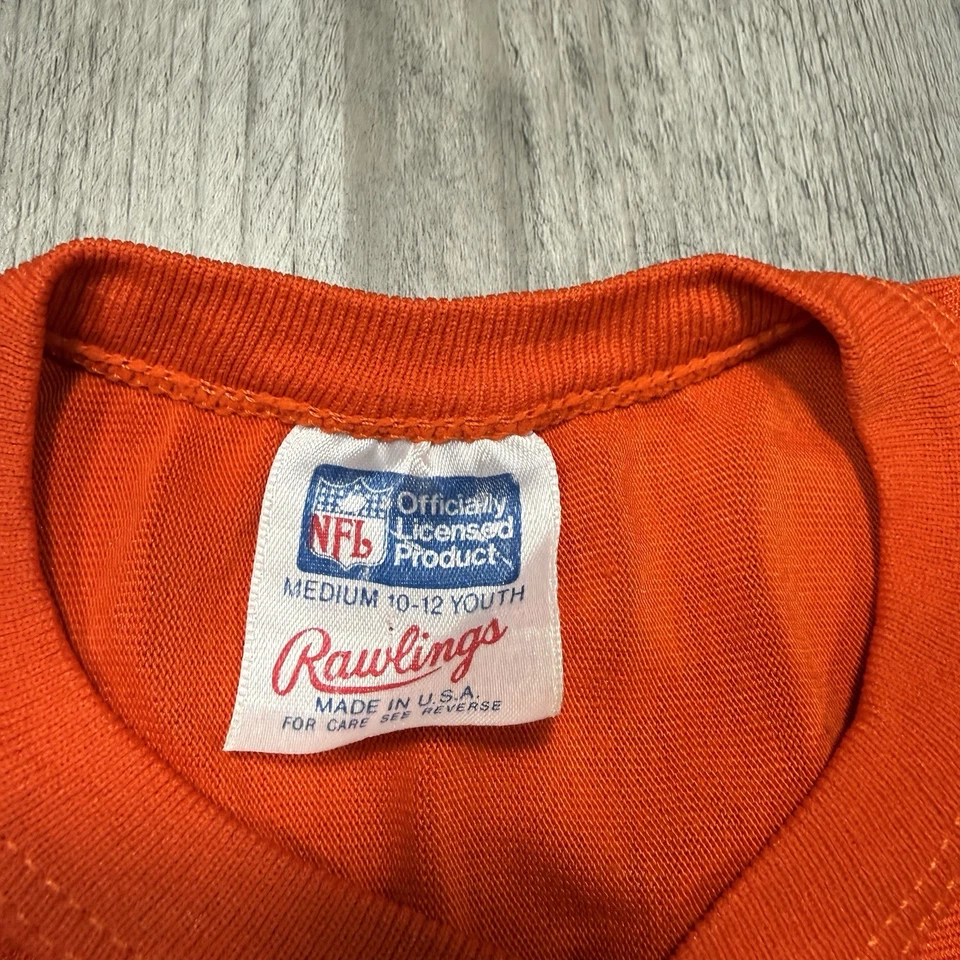 NFL
Officially
Licensed
Product
MEDIUM 10-12 YOUTH
Rawlings
MADE IN U.S.A.
FOR CARE SEE REVERSE